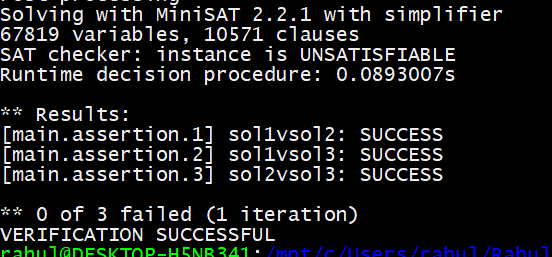 Solving with MiniSAT 2.2.1 with simplifier
67819 variables, 10571 clauses
SAT checker: instance is UNSATISFIABLE
Runtime decision procedure: 0.0893007s
** Results:
[main.assertion.1] sol1vsol2: SUCCESS
[main.assertion.2] sol1vsol3: SUCCESS
[main.assertion.3] sol2vsol3: SUCCESS
** 0 of 3 failed (1 iteration)
VERIFICATION SUCCESSFUL
rahul@DESKTOP-H5NB341:/mnt/c/Users/rahul/Rahul